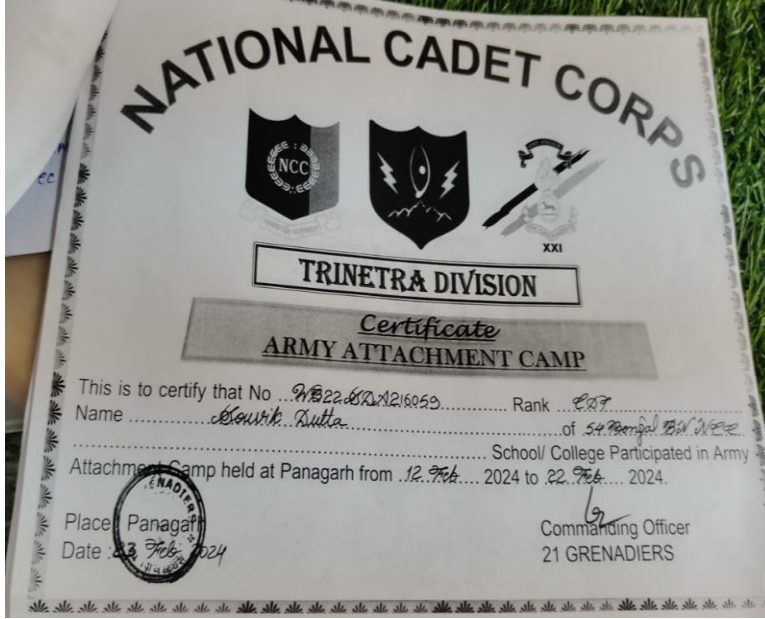 NATIONAL CADET CORPS
NCC
XXI
TRINETRA DIVISION
Certificate
ARMY ATTACHMENT CAMP
This is to certify that No ..WB22SDA216059................ Rank ...CDT..................
Name .................Souvik Dutta.................................................of 54 Bengal BN NCC
............................................................................................ School/ College Participated in Army
Attachment Camp held at Panagarh from .12 Feb.... 2024 to .22 Feb.... 2024.
Place : Panagarh
Date : 23 Feb 2024
GRENADIERS
Commanding Officer
21 GRENADIERS